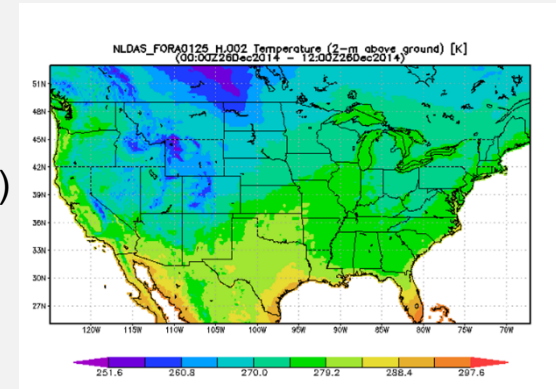 NLDAS_FORA0125_H.002 Temperature (2-m above ground) [K]
(00:00Z26Dec2014 - 12:00Z26Dec2014)
51N
48N
45N
)
42N
39N
36N
33N
30N
27N
120W 115W 110W 105W 100W 95W 90W 85W 80W 75W 70W
251.6 260.8 270.0 279.2 288.4 297.6